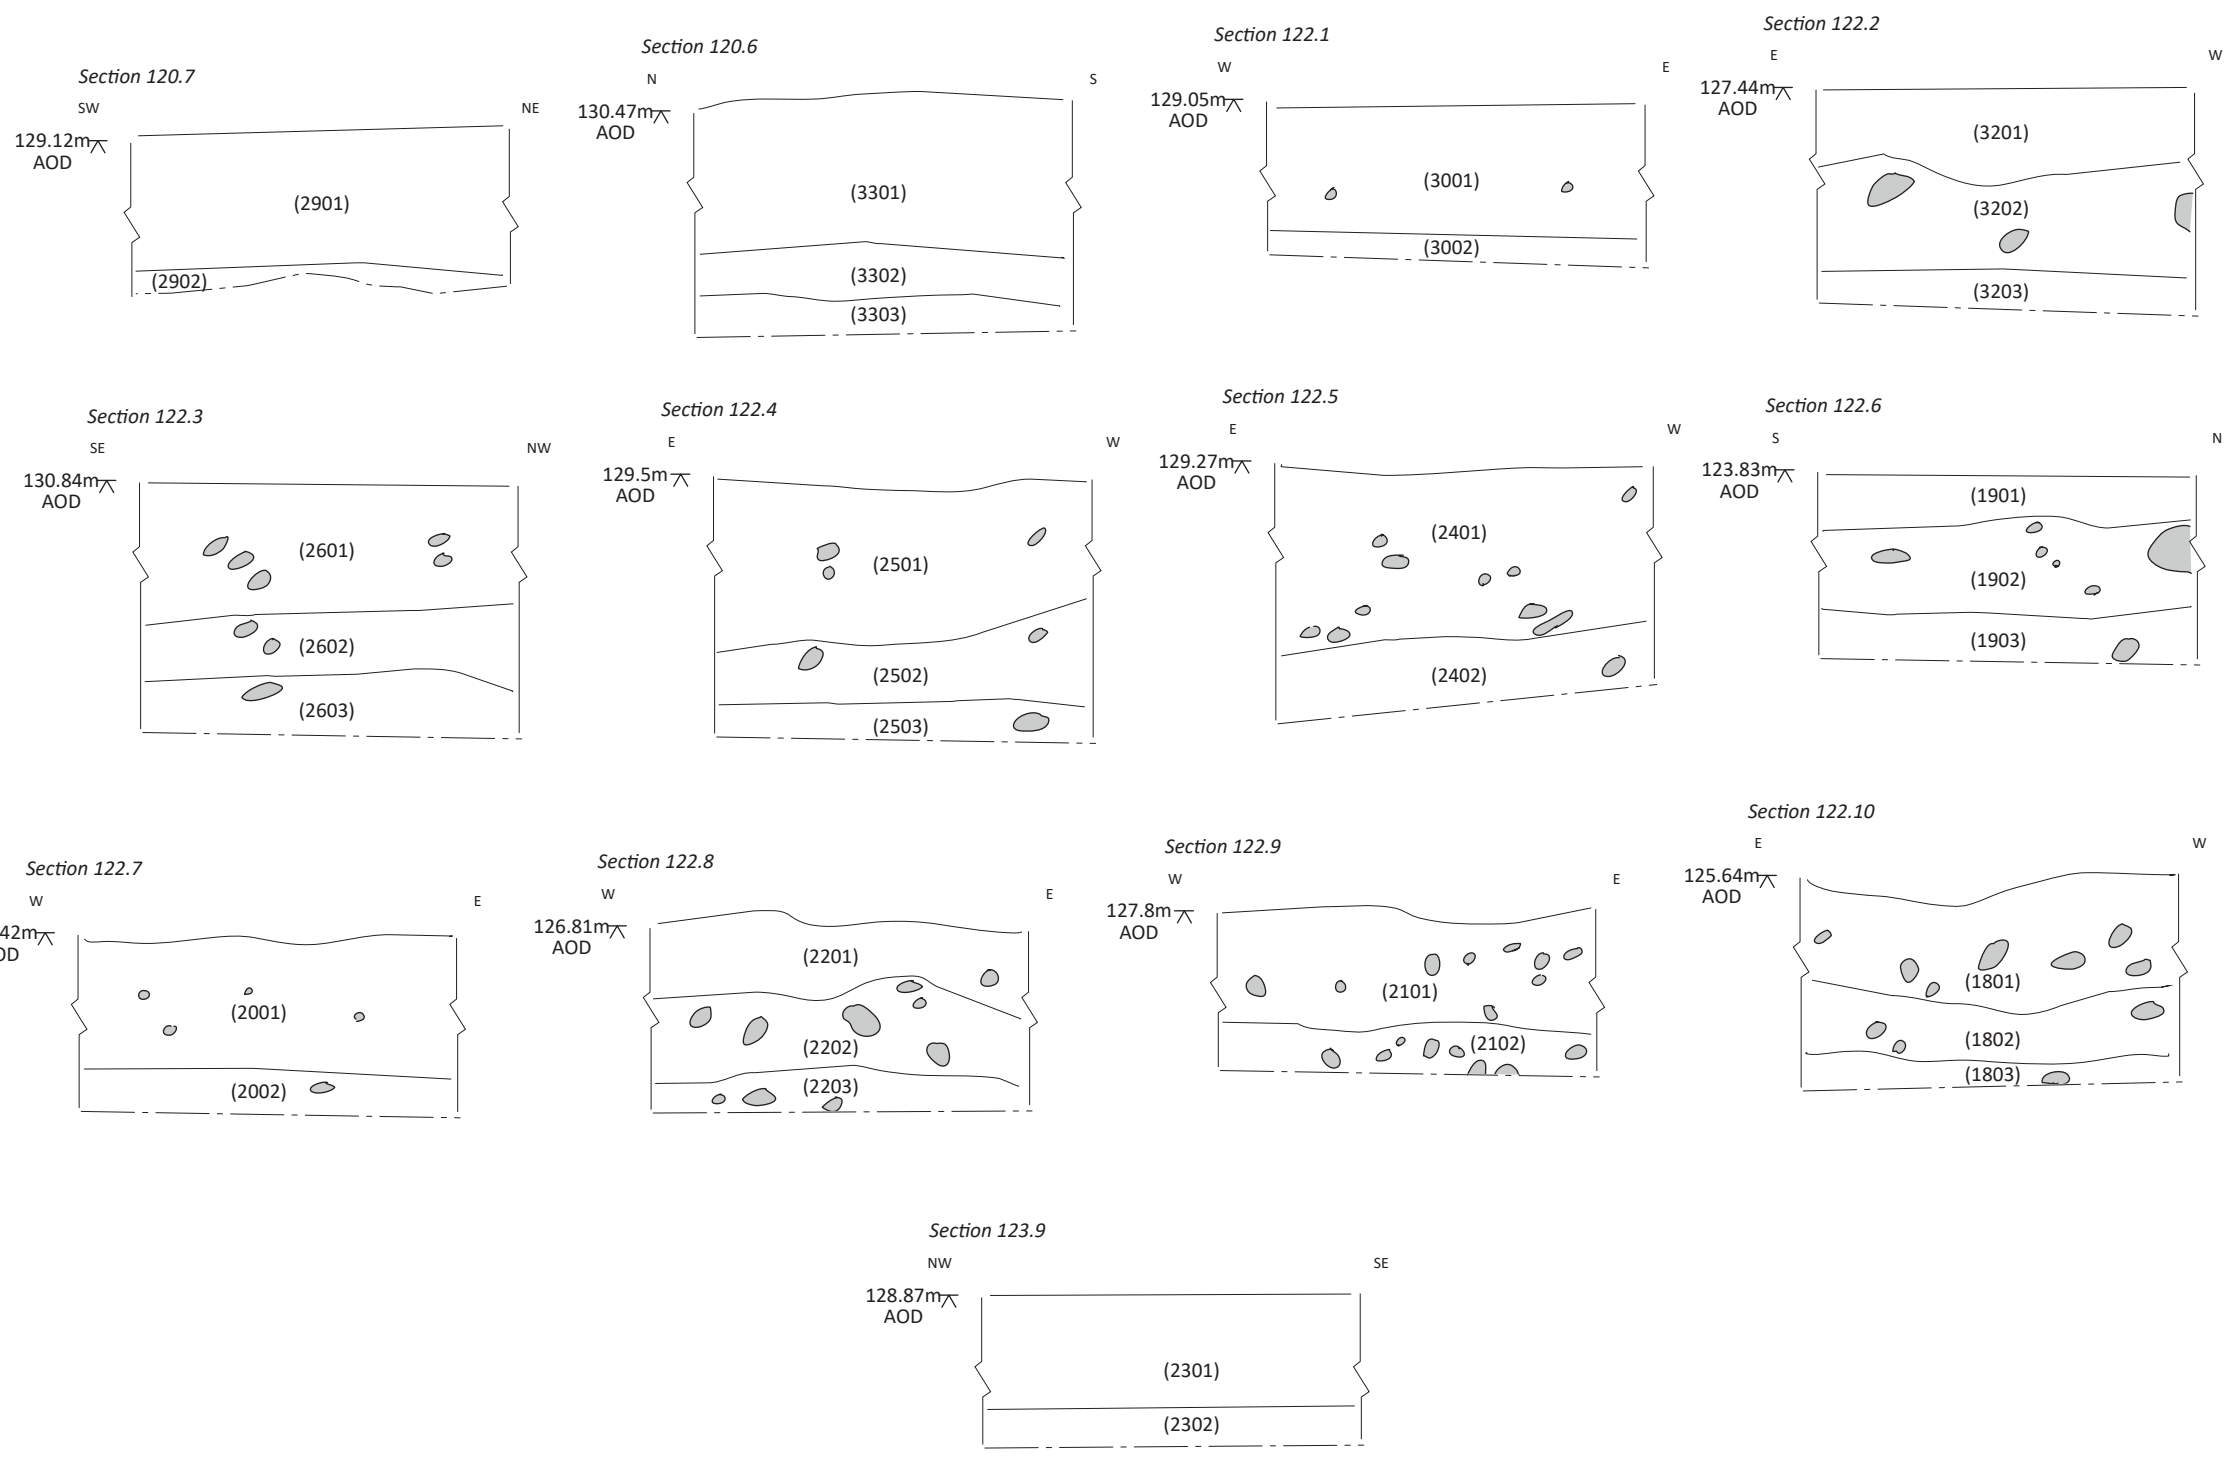 Section 120.7
SW
NE
129.12m
AOD
(2901)
(2902)
Section 120.6
N
S
130.47m
AOD
(3301)
(3302)
(3303)
Section 122.1
W
E
129.05m
AOD
(3001)
(3002)
Section 122.2
E
W
127.44m
AOD
(3201)
(3202)
(3203)
Section 122.3
SE
NW
130.84m
AOD
(2601)
(2602)
(2603)
Section 122.4
E
W
129.5m
AOD
(2501)
(2502)
(2503)
Section 122.5
E
W
129.27m
AOD
(2401)
(2402)
Section 122.6
S
N
123.83m
AOD
(1901)
(1902)
(1903)
Section 122.7
W
E
42m
OD
(2001)
(2002)
Section 122.8
W
E
126.81m
AOD
(2201)
(2202)
(2203)
Section 122.9
W
E
127.8m
AOD
(2101)
(2102)
Section 122.10
E
W
125.64m
AOD
(1801)
(1802)
(1803)
Section 123.9
NW
SE
128.87m
AOD
(2301)
(2302)